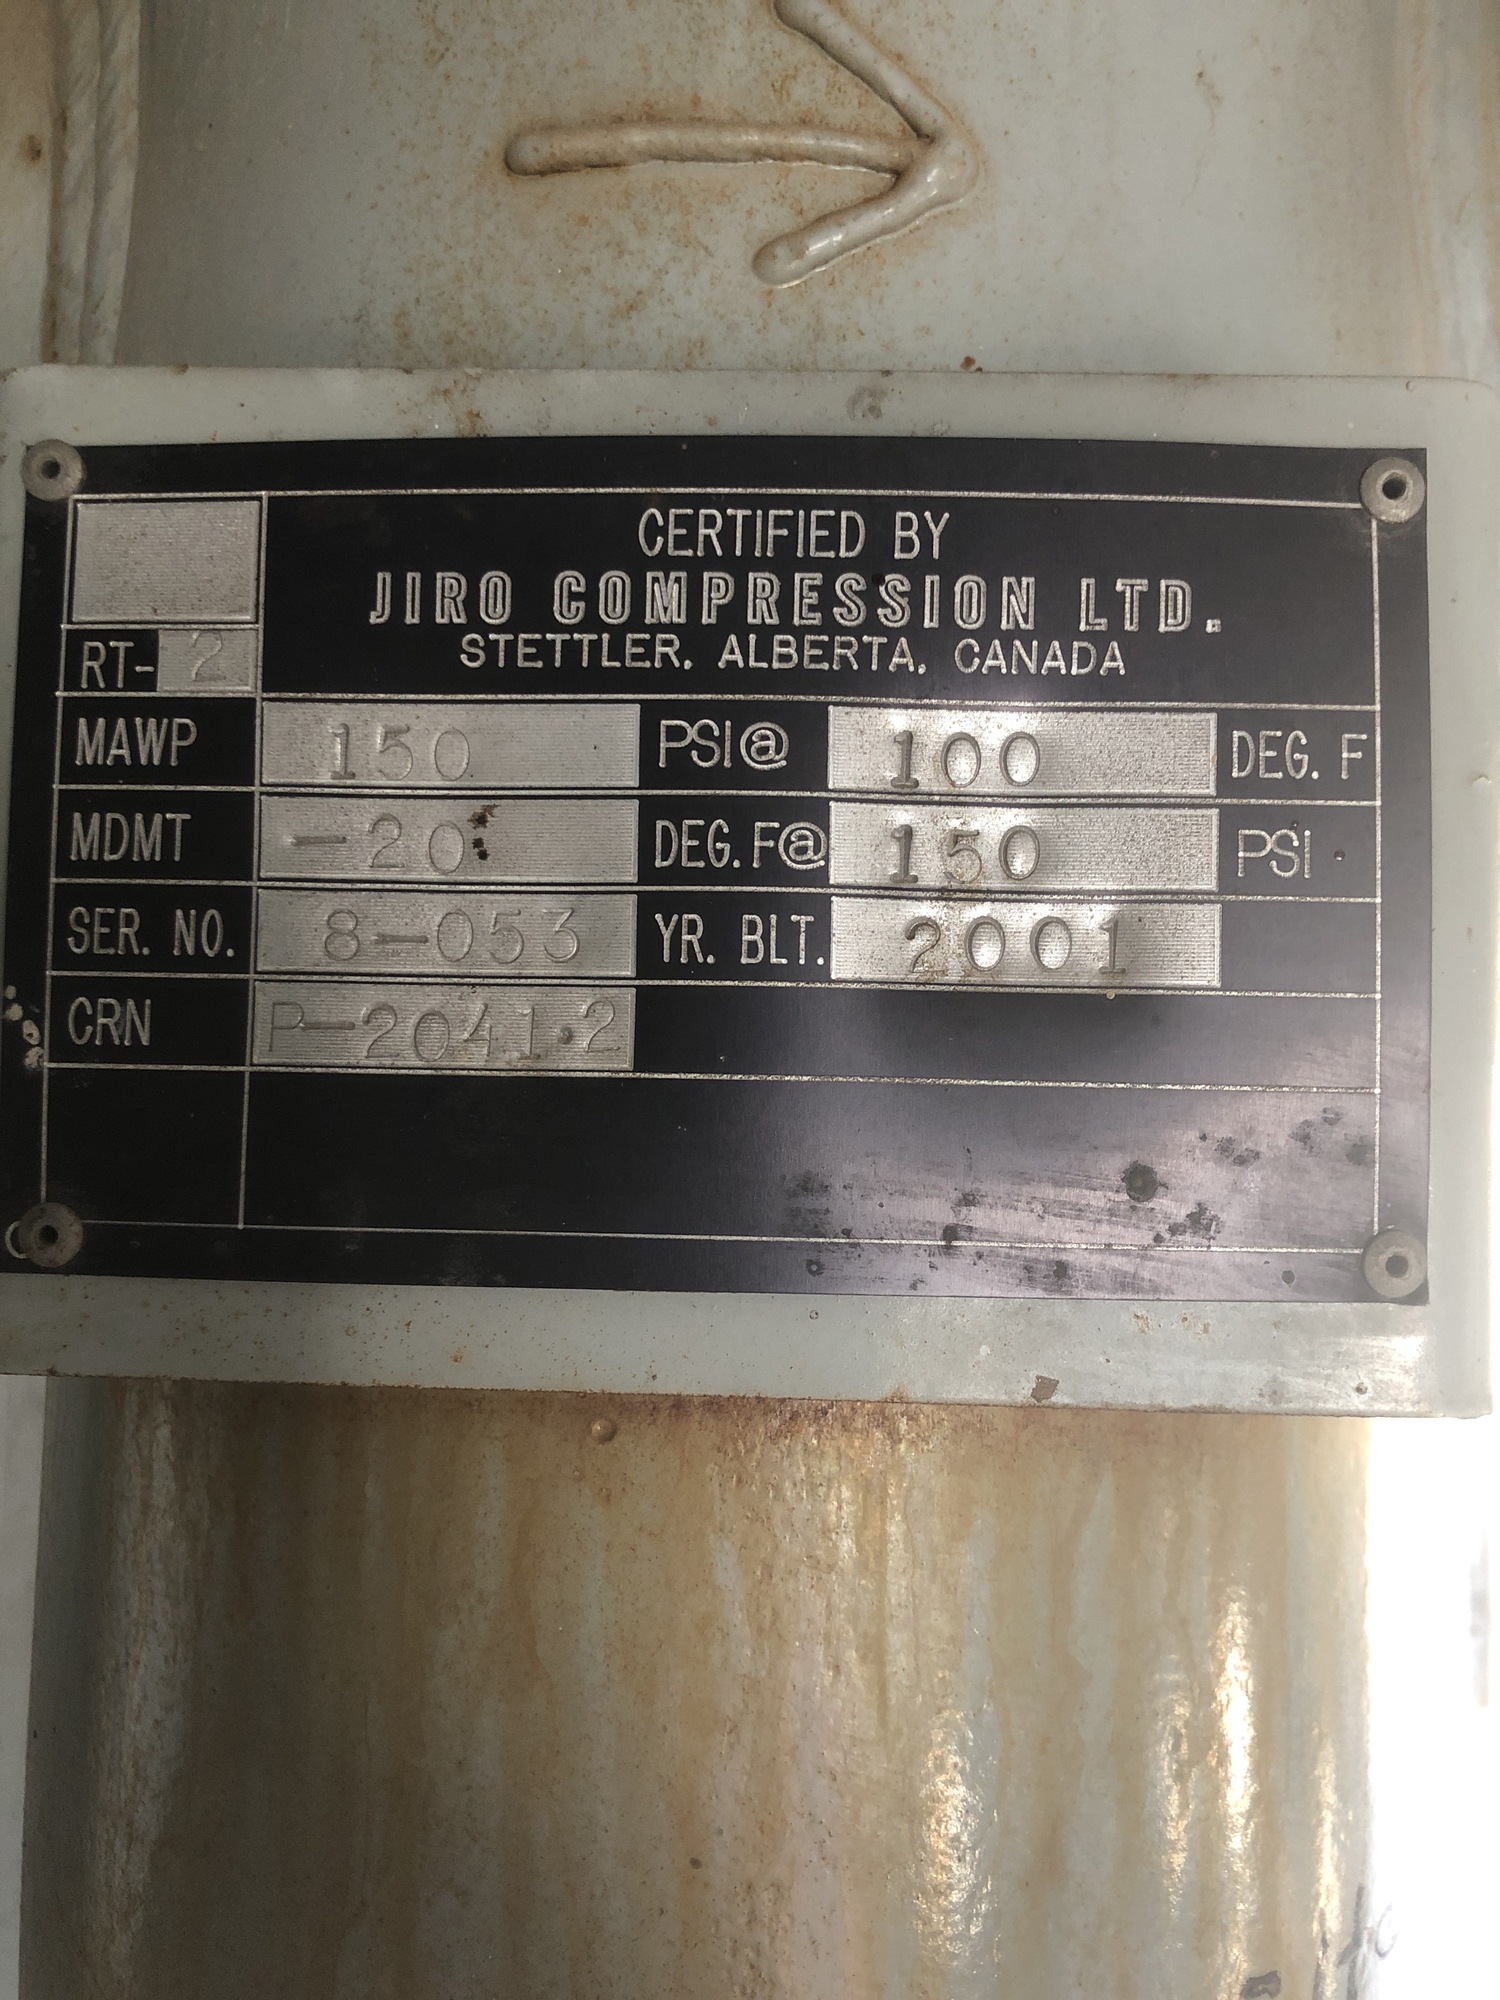 CERTIFIED BY
JIRO COMPRESSION LTD.
STETTLER, ALBERTA, CANADA
RT-2
MAWP 150 PSI@ 100 DEG. F
MDMT -20 DEG. F@ 150 PSI
SER. NO. 8-053 YR. BLT. 2001
CRN P-2041.2